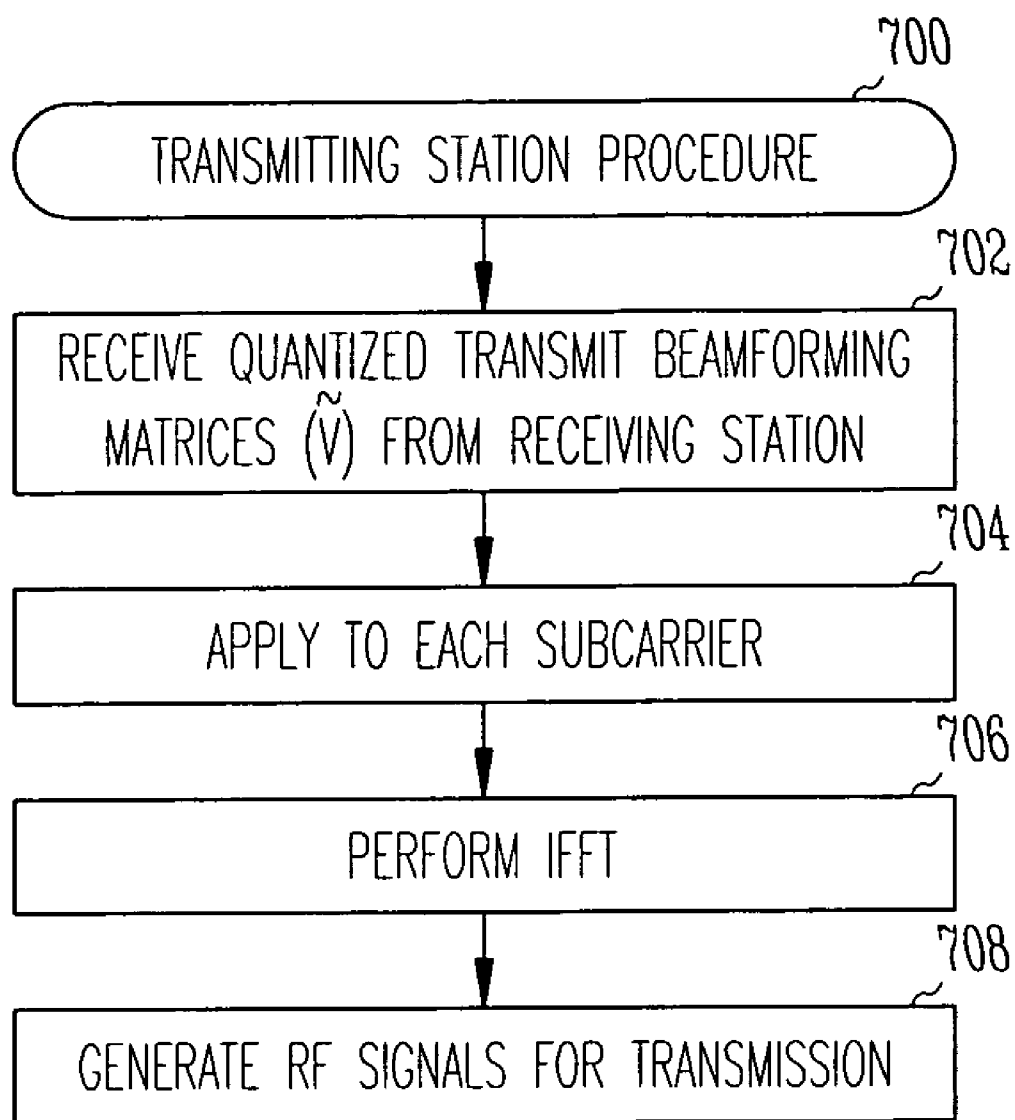 700
TRANSMITTING STATION PROCEDURE
702
RECEIVE QUANTIZED TRANSMIT BEAMFORMING
MATRICES (Ṽ) FROM RECEIVING STATION
704
APPLY TO EACH SUBCARRIER
706
PERFORM IFFT
708
GENERATE RF SIGNALS FOR TRANSMISSION